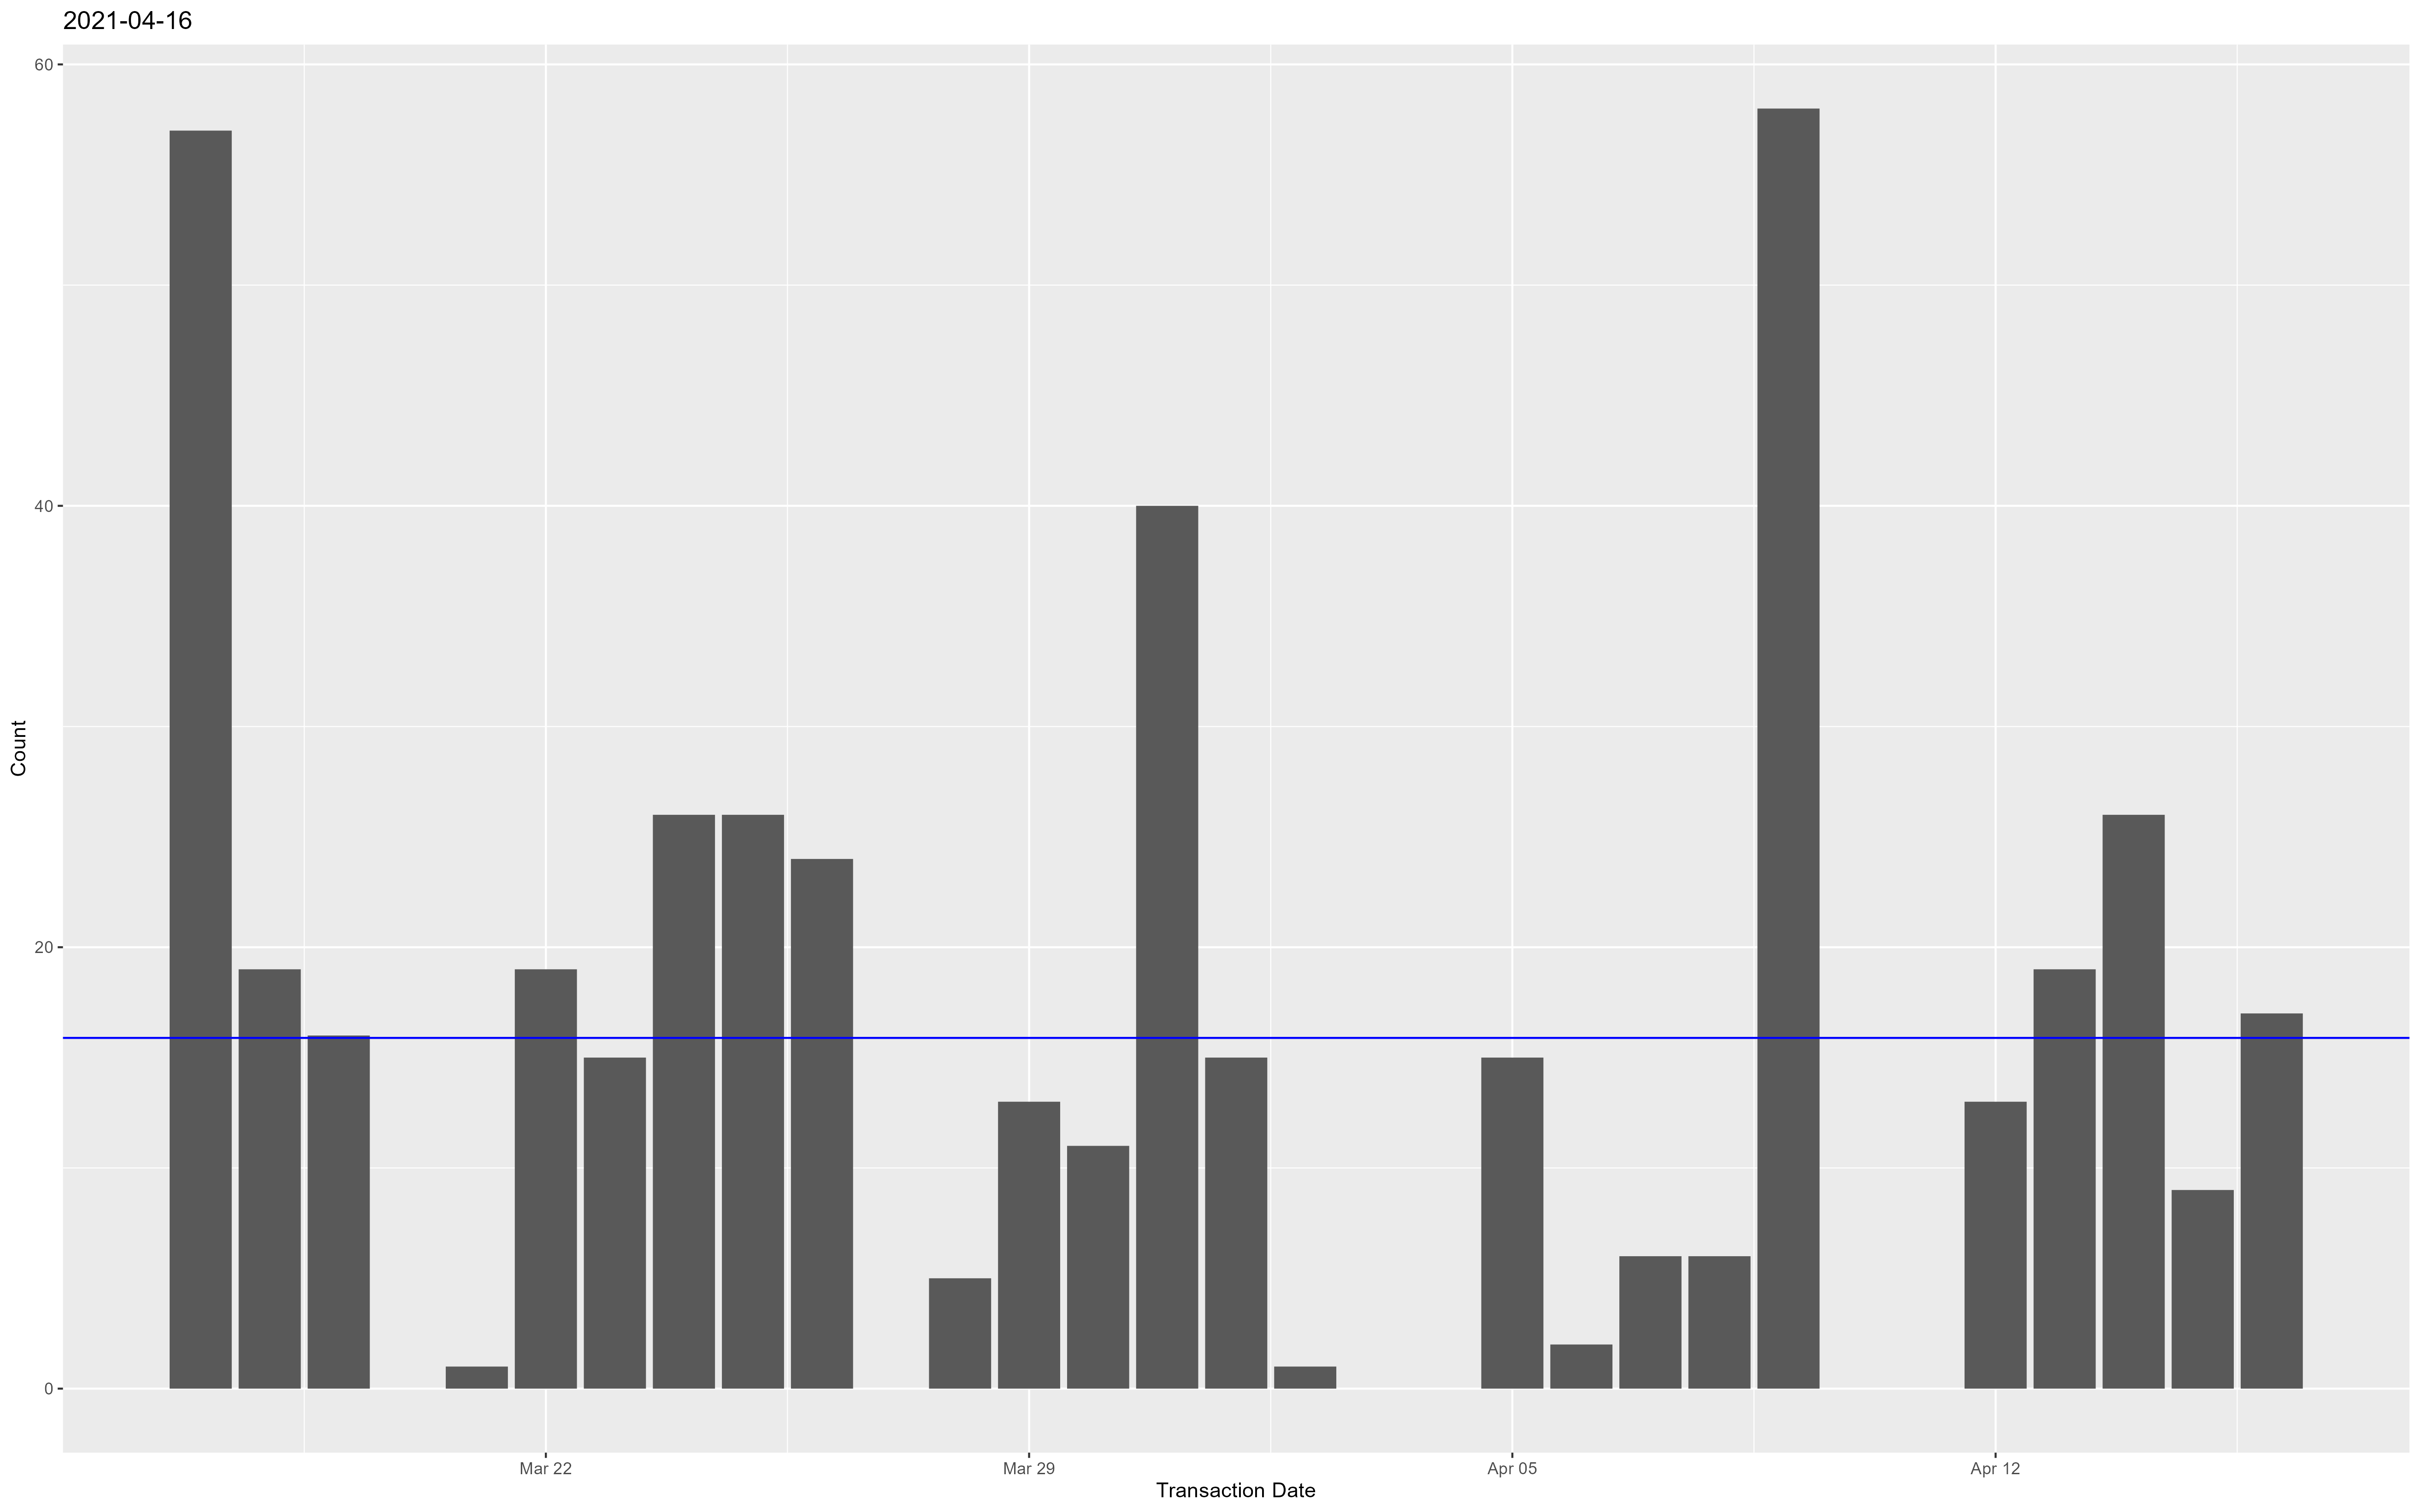 2021-04-16
60
40
20
0
Count
Mar 22
Mar 29
Apr 05
Apr 12
Transaction Date